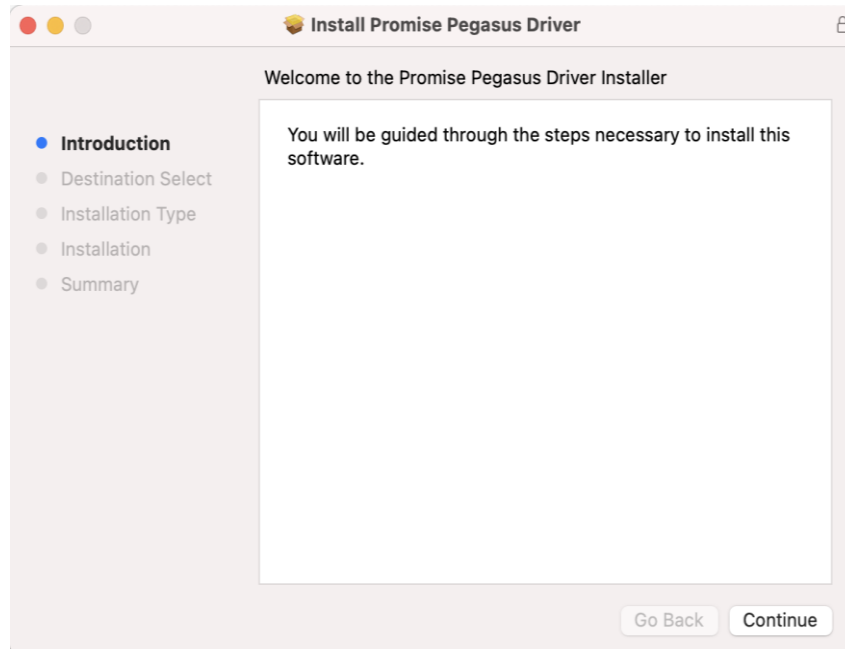 Install Promise Pegasus Driver
Welcome to the Promise Pegasus Driver Installer
Introduction
Destination Select
Installation Type
Installation
Summary
You will be guided through the steps necessary to install this
software.
Go Back
Continue